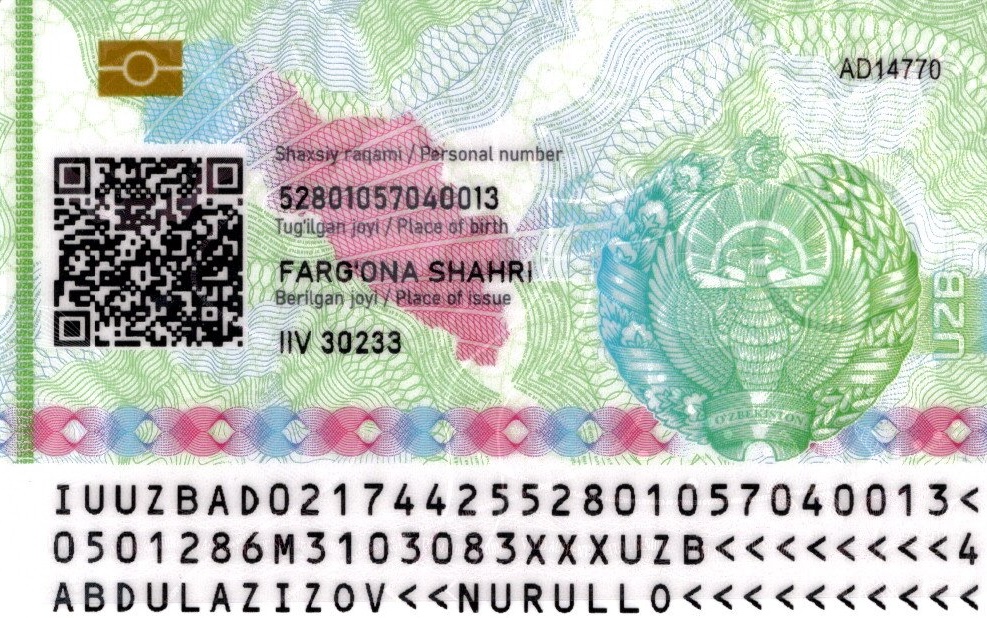 AD14770
Shaxsiy raqami / Personal number
52801057040013
Tug'ilgan joyi / Place of birth
FARG'ONA SHAHRI
Berilgan joyi / Place of issue
IIV 30233
UZB
O'ZBEKISTON
IUUZBAD0217442552801057040013<
0501286M3103083XXXUZB<<<<<<<<4
ABDULAZIZOV<<NURULLO<<<<<<<<<<